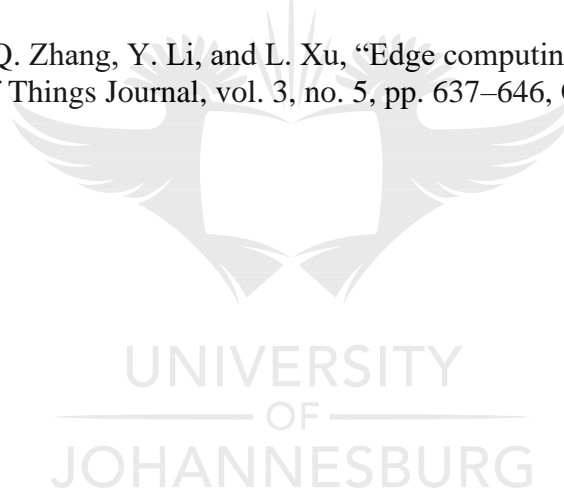 Q. Zhang, Y. Li, and L. Xu, “Edge computin
f Things Journal, vol. 3, no. 5, pp. 637–646,
UNIVERSITY
OF
JOHANNESBURG